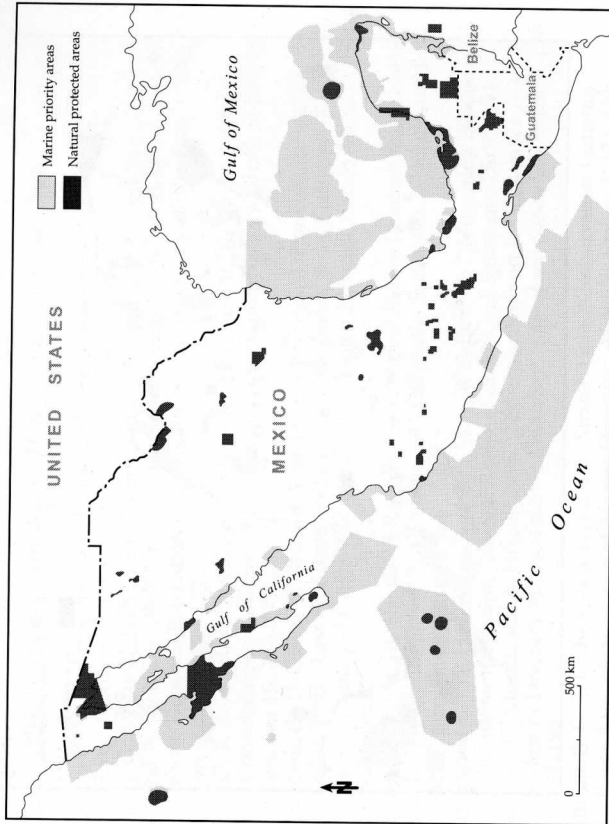 Marine priority areas
Natural protected areas
UNITED STATES
Gulf of Mexico
MEXICO
Belize
Guatemala
Gulf of California
Pacific Ocean
N
0
500 km